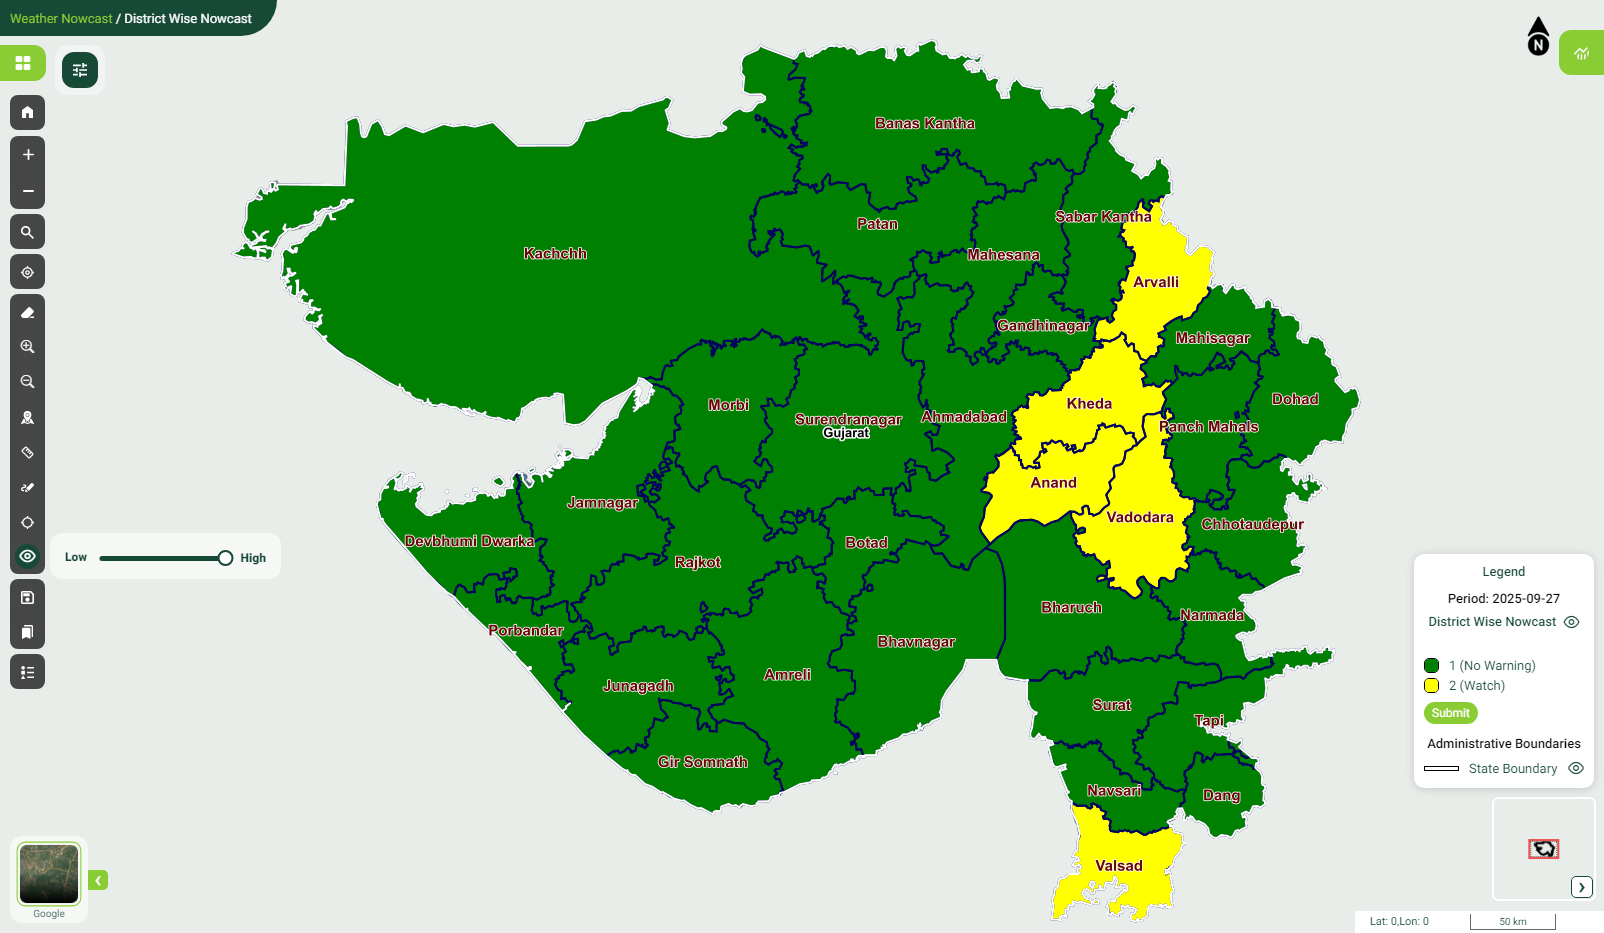 Weather Nowcast / District Wise Nowcast
N
Banas Kantha
Patan
Sabar Kantha
Kachchh
Mahesana
Arvalli
Gandhinagar
Mahisagar
Morbi
Surendranagar
Gujarat
Ahmadabad
Kheda
Dohad
Panch Mahals
Anand
Jamnagar
Vadodara
Chhotaudepur
Devbhumi Dwarka
Botad
Rajkot
Low
High
Bharuch
Narmada
Porbandar
Bhavnagar
Junagadh
Amreli
Surat
Tapi
Gir Somnath
Navsari
Dang
Valsad
Legend
Period: 2025-09-27
District Wise Nowcast
1 (No Warning)
2 (Watch)
Submit
Administrative Boundaries
State Boundary
Google
Lat: 0,Lon: 0
50 km